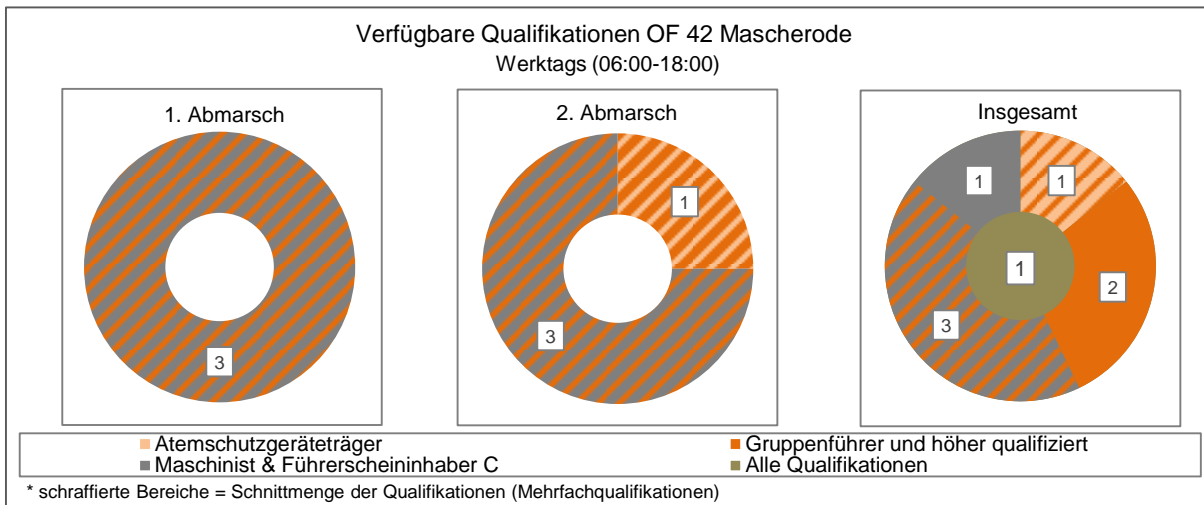 Verfügbare Qualifikationen OF 42 Mascherode
Werktags (06:00-18:00)
1. Abmarsch
3
2. Abmarsch
1
3
Insgesamt
1
1
1
2
3
Atemschutzgeräteträger
Gruppenführer und höher qualifiziert
Maschinist & Führerscheininhaber C
Alle Qualifikationen
* schraffierte Bereiche = Schnittmenge der Qualifikationen (Mehrfachqualifikationen)